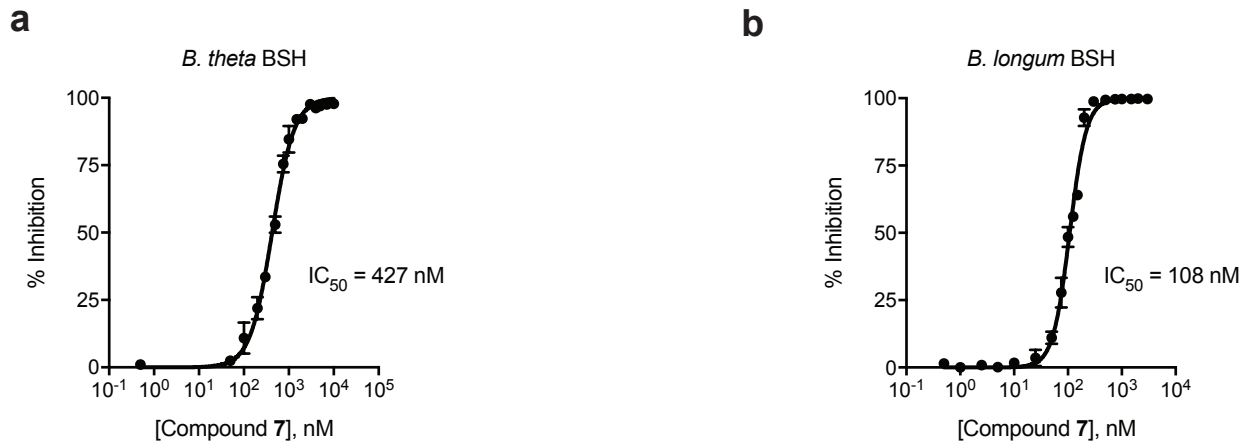 a
B. theta BSH
% Inhibition
100
75
50
25
0
10⁻¹ 10⁰ 10¹ 10² 10³ 10⁴ 10⁵
[Compound 7], nM
IC₅₀ = 427 nM
b
B. longum BSH
% Inhibition
100
75
50
25
0
10⁻¹ 10⁰ 10¹ 10² 10³ 10⁴
[Compound 7], nM
IC₅₀ = 108 nM